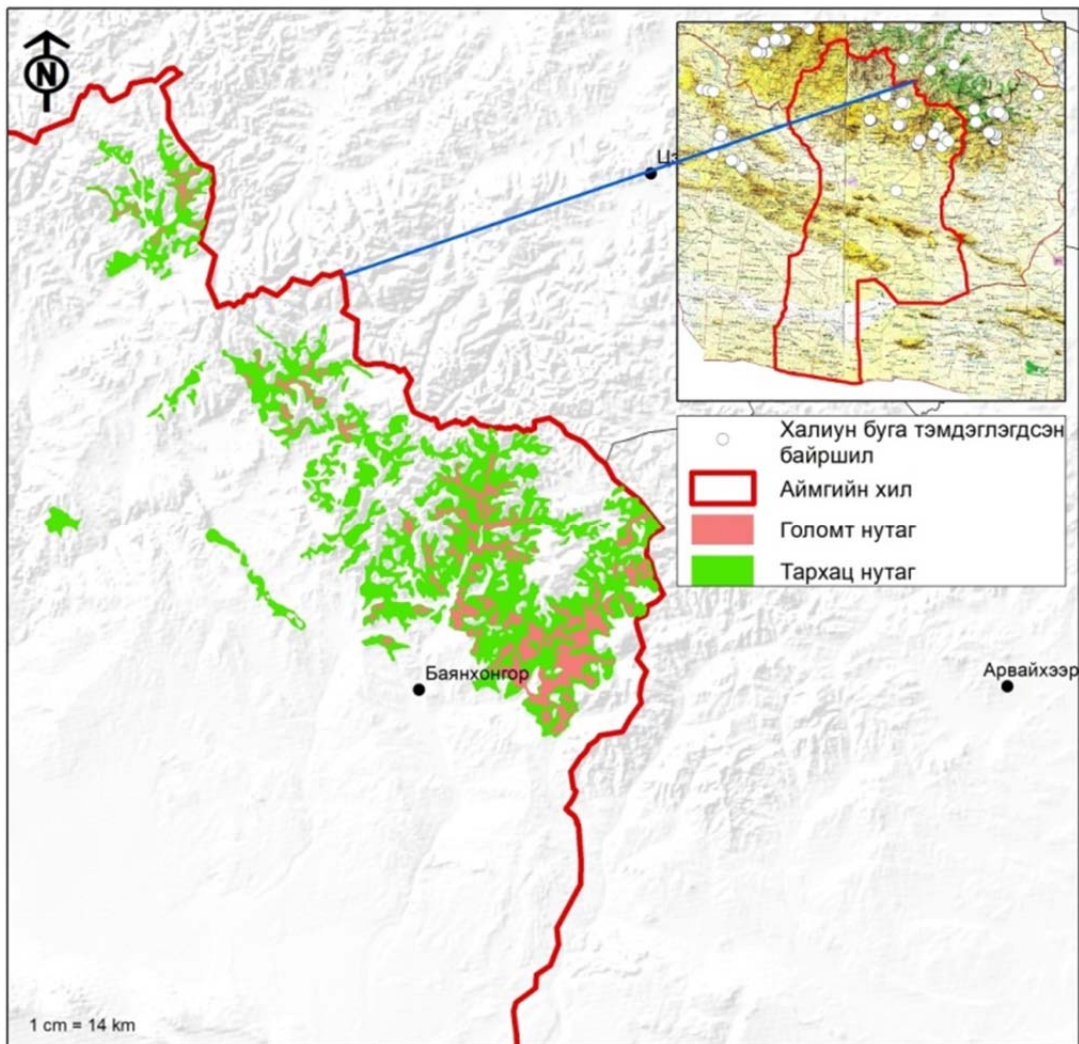 N
Халиун буга тэмдэглэгдсэн
байршил
Аймгийн хил
Голомт нутаг
Тархац нутаг
Баянхонгор
Арвайхээр
1 cm = 14 km